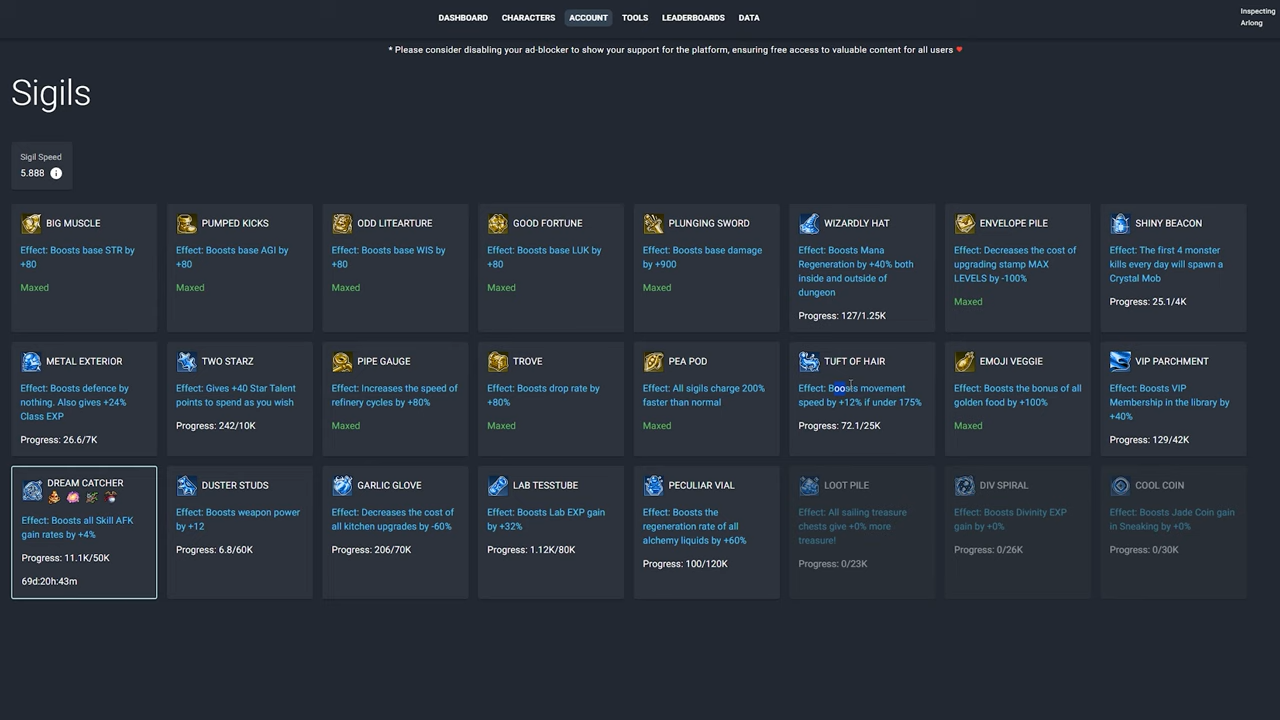 DASHBOARD CHARACTERS ACCOUNT TOOLS LEADERBOARDS DATA
Inspecting
Arlong
* Please consider disabling your ad-blocker to show your support for the platform, ensuring free access to valuable content for all users
Sigils
Sigil Speed
5.888
BIG MUSCLE
Effect: Boosts base STR by
+80
Maxed
PUMPED KICKS
Effect: Boosts base AGI by
+80
Maxed
ODD LITEARTURE
Effect: Boosts base WIS by
+80
Maxed
GOOD FORTUNE
Effect: Boosts base LUK by
+80
Maxed
PLUNGING SWORD
Effect: Boosts base damage
by +900
Maxed
WIZARDLY HAT
Effect: Boosts Mana
Regeneration by +40% both
inside and outside of
dungeon
Progress: 127/1.25K
ENVELOPE PILE
Effect: Decreases the cost of
upgrading stamp MAX
LEVELS by -100%
Maxed
SHINY BEACON
Effect: The first 4 monster
kills every day will spawn a
Crystal Mob
Progress: 25.1/4K
METAL EXTERIOR
Effect: Boosts defence by
nothing. Also gives +24%
Class EXP
Progress: 26.6/7K
TWO STARZ
Effect: Gives +40 Star Talent
points to spend as you wish
Progress: 242/10K
PIPE GAUGE
Effect: Increases the speed of
refinery cycles by +80%
Maxed
TROVE
Effect: Boosts drop rate by
+80%
Maxed
PEA POD
Effect: All sigils charge 200%
faster than normal
Maxed
TUFT OF HAIR
Effect: Boosts movement
speed by +12% if under 175%
Progress: 72.1/25K
EMOJI VEGGIE
Effect: Boosts the bonus of all
golden food by +100%
Maxed
VIP PARCHMENT
Effect: Boosts VIP
Membership in the library by
+40%
Progress: 129/42K
DREAM CATCHER
Effect: Boosts all Skill AFK
gain rates by +4%
Progress: 11.1K/50K
69d:20h:43m
DUSTER STUDS
Effect: Boosts weapon power
by +12
Progress: 6.8/60K
GARLIC GLOVE
Effect: Decreases the cost of
all kitchen upgrades by -60%
Progress: 206/70K
LAB TESSTUBE
Effect: Boosts Lab EXP gain
by +32%
Progress: 1.12K/80K
PECULIAR VIAL
Effect: Boosts the
regeneration rate of all
alchemy liquids by +60%
Progress: 100/120K
LOOT PILE
Effect: All sailing treasure
chests give +0% more
treasure!
Progress: 0/23K
DIV SPIRAL
Effect: Boosts Divinity EXP
gain by +0%
Progress: 0/26K
COOL COIN
Effect: Boosts Jade Coin gain
in Sneaking by +0%
Progress: 0/30K